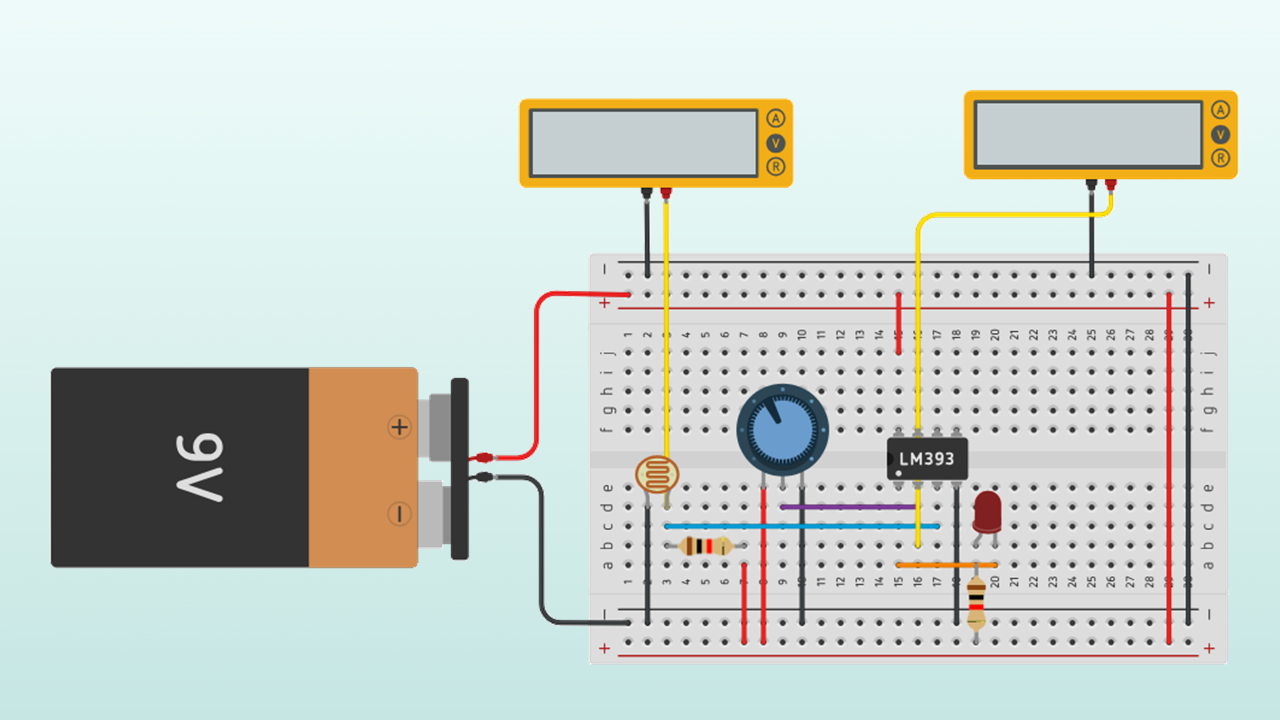 A
V
R
A
V
R
9V
+
−
− −
+ +
1 2 3 4 5 6 7 8 9 10 11 12 13 14 15 16 17 18 19 20 21 22 23 24 25 26 27 28 29 30
j j
i i
h h
g g
f f
LM393
e e
d d
c c
b b
a a
1 2 3 4 5 6 7 8 9 10 11 12 13 14 15 16 17 18 19 20 21 22 23 24 25 26 27 28 29 30
− −
+ +